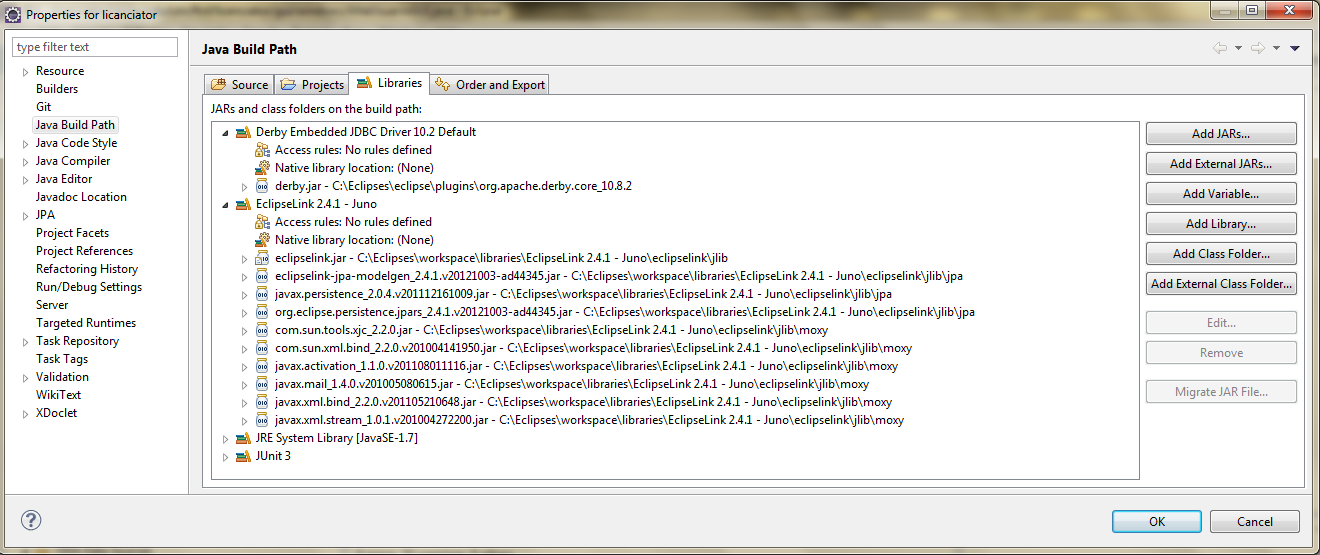 Properties for licanciator
type filter text
Resource
Builders
Git
Java Build Path
Java Code Style
Java Compiler
Java Editor
Javadoc Location
JPA
Project Facets
Project References
Refactoring History
Run/Debug Settings
Server
Targeted Runtimes
Task Repository
Task Tags
Validation
WikiText
XDoclet
Java Build Path
Source Projects Libraries Order and Export
JARs and class folders on the build path:
Derby Embedded JDBC Driver 10.2 Default
Access rules: No rules defined
Native library location: (None)
derby.jar - C:\Eclipses\eclipse\plugins\org.apache.derby.core_10.8.2
EclipseLink 2.4.1 - Juno
Access rules: No rules defined
Native library location: (None)
eclipselink.jar - C:\Eclipses\workspace\libraries\EclipseLink 2.4.1 - Juno\eclipselink\jlib
eclipselink-jpa-modelgen_2.4.1.v20121003-ad44345.jar - C:\Eclipses\workspace\libraries\EclipseLink 2.4.1 - Juno\eclipselink\jlib\jpa
javax.persistence_2.0.4.v201112161009.jar - C:\Eclipses\workspace\libraries\EclipseLink 2.4.1 - Juno\eclipselink\jlib\jpa
org.eclipse.persistence.jpars_2.4.1.v20121003-ad44345.jar - C:\Eclipses\workspace\libraries\EclipseLink 2.4.1 - Juno\eclipselink\jlib\jpa
com.sun.tools.xjc_2.2.0.jar - C:\Eclipses\workspace\libraries\EclipseLink 2.4.1 - Juno\eclipselink\jlib\moxy
com.sun.xml.bind_2.2.0.v201004141950.jar - C:\Eclipses\workspace\libraries\EclipseLink 2.4.1 - Juno\eclipselink\jlib\moxy
javax.activation_1.1.0.v201108011116.jar - C:\Eclipses\workspace\libraries\EclipseLink 2.4.1 - Juno\eclipselink\jlib\moxy
javax.mail_1.4.0.v201005080615.jar - C:\Eclipses\workspace\libraries\EclipseLink 2.4.1 - Juno\eclipselink\jlib\moxy
javax.xml.bind_2.2.0.v201105210648.jar - C:\Eclipses\workspace\libraries\EclipseLink 2.4.1 - Juno\eclipselink\jlib\moxy
javax.xml.stream_1.0.1.v201004272200.jar - C:\Eclipses\workspace\libraries\EclipseLink 2.4.1 - Juno\eclipselink\jlib\moxy
JRE System Library [JavaSE-1.7]
JUnit 3
Add JARs...
Add External JARs...
Add Variable...
Add Library...
Add Class Folder...
Add External Class Folder...
Edit...
Remove
Migrate JAR File...
OK Cancel